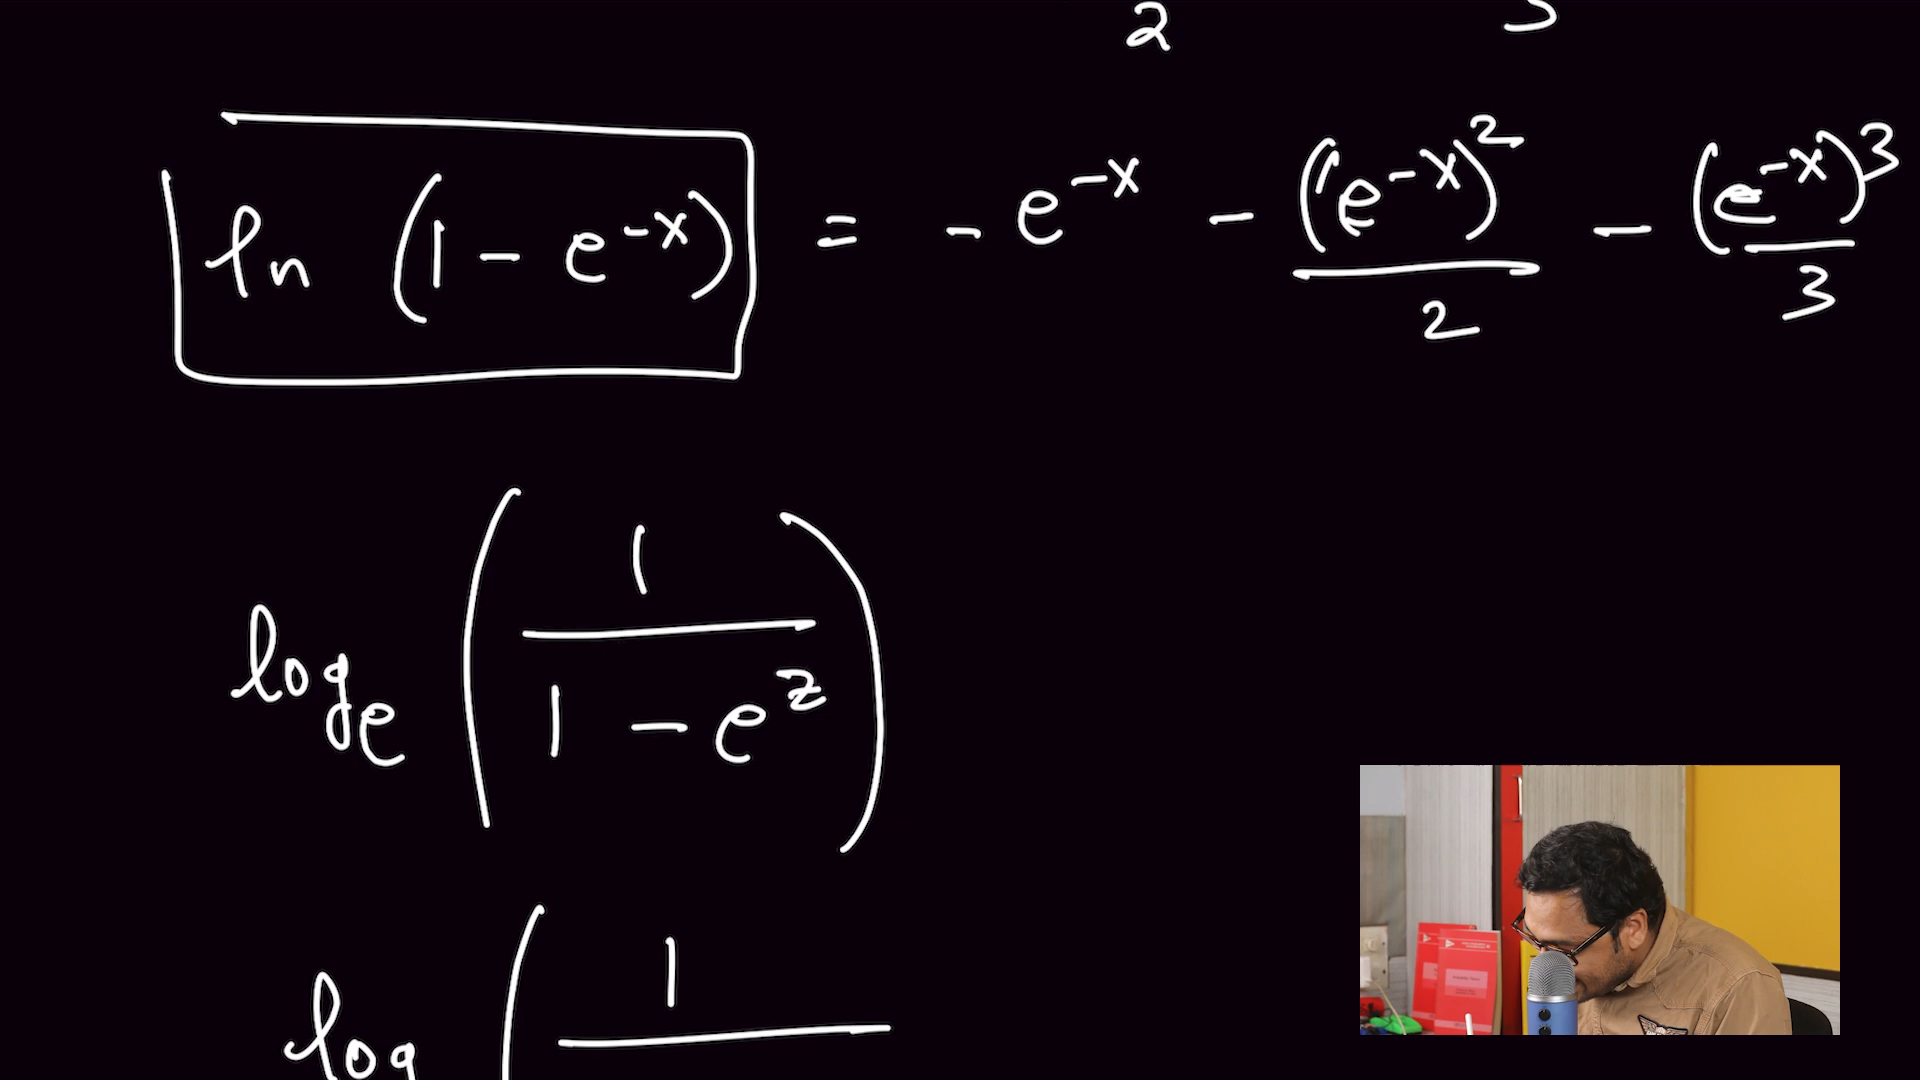 2 3
ln (1 - e^-x) = - e^-x - (e^-x)^2/2 - (e^-x)^3/3
log_e (1/(1 - e^z))
log (1